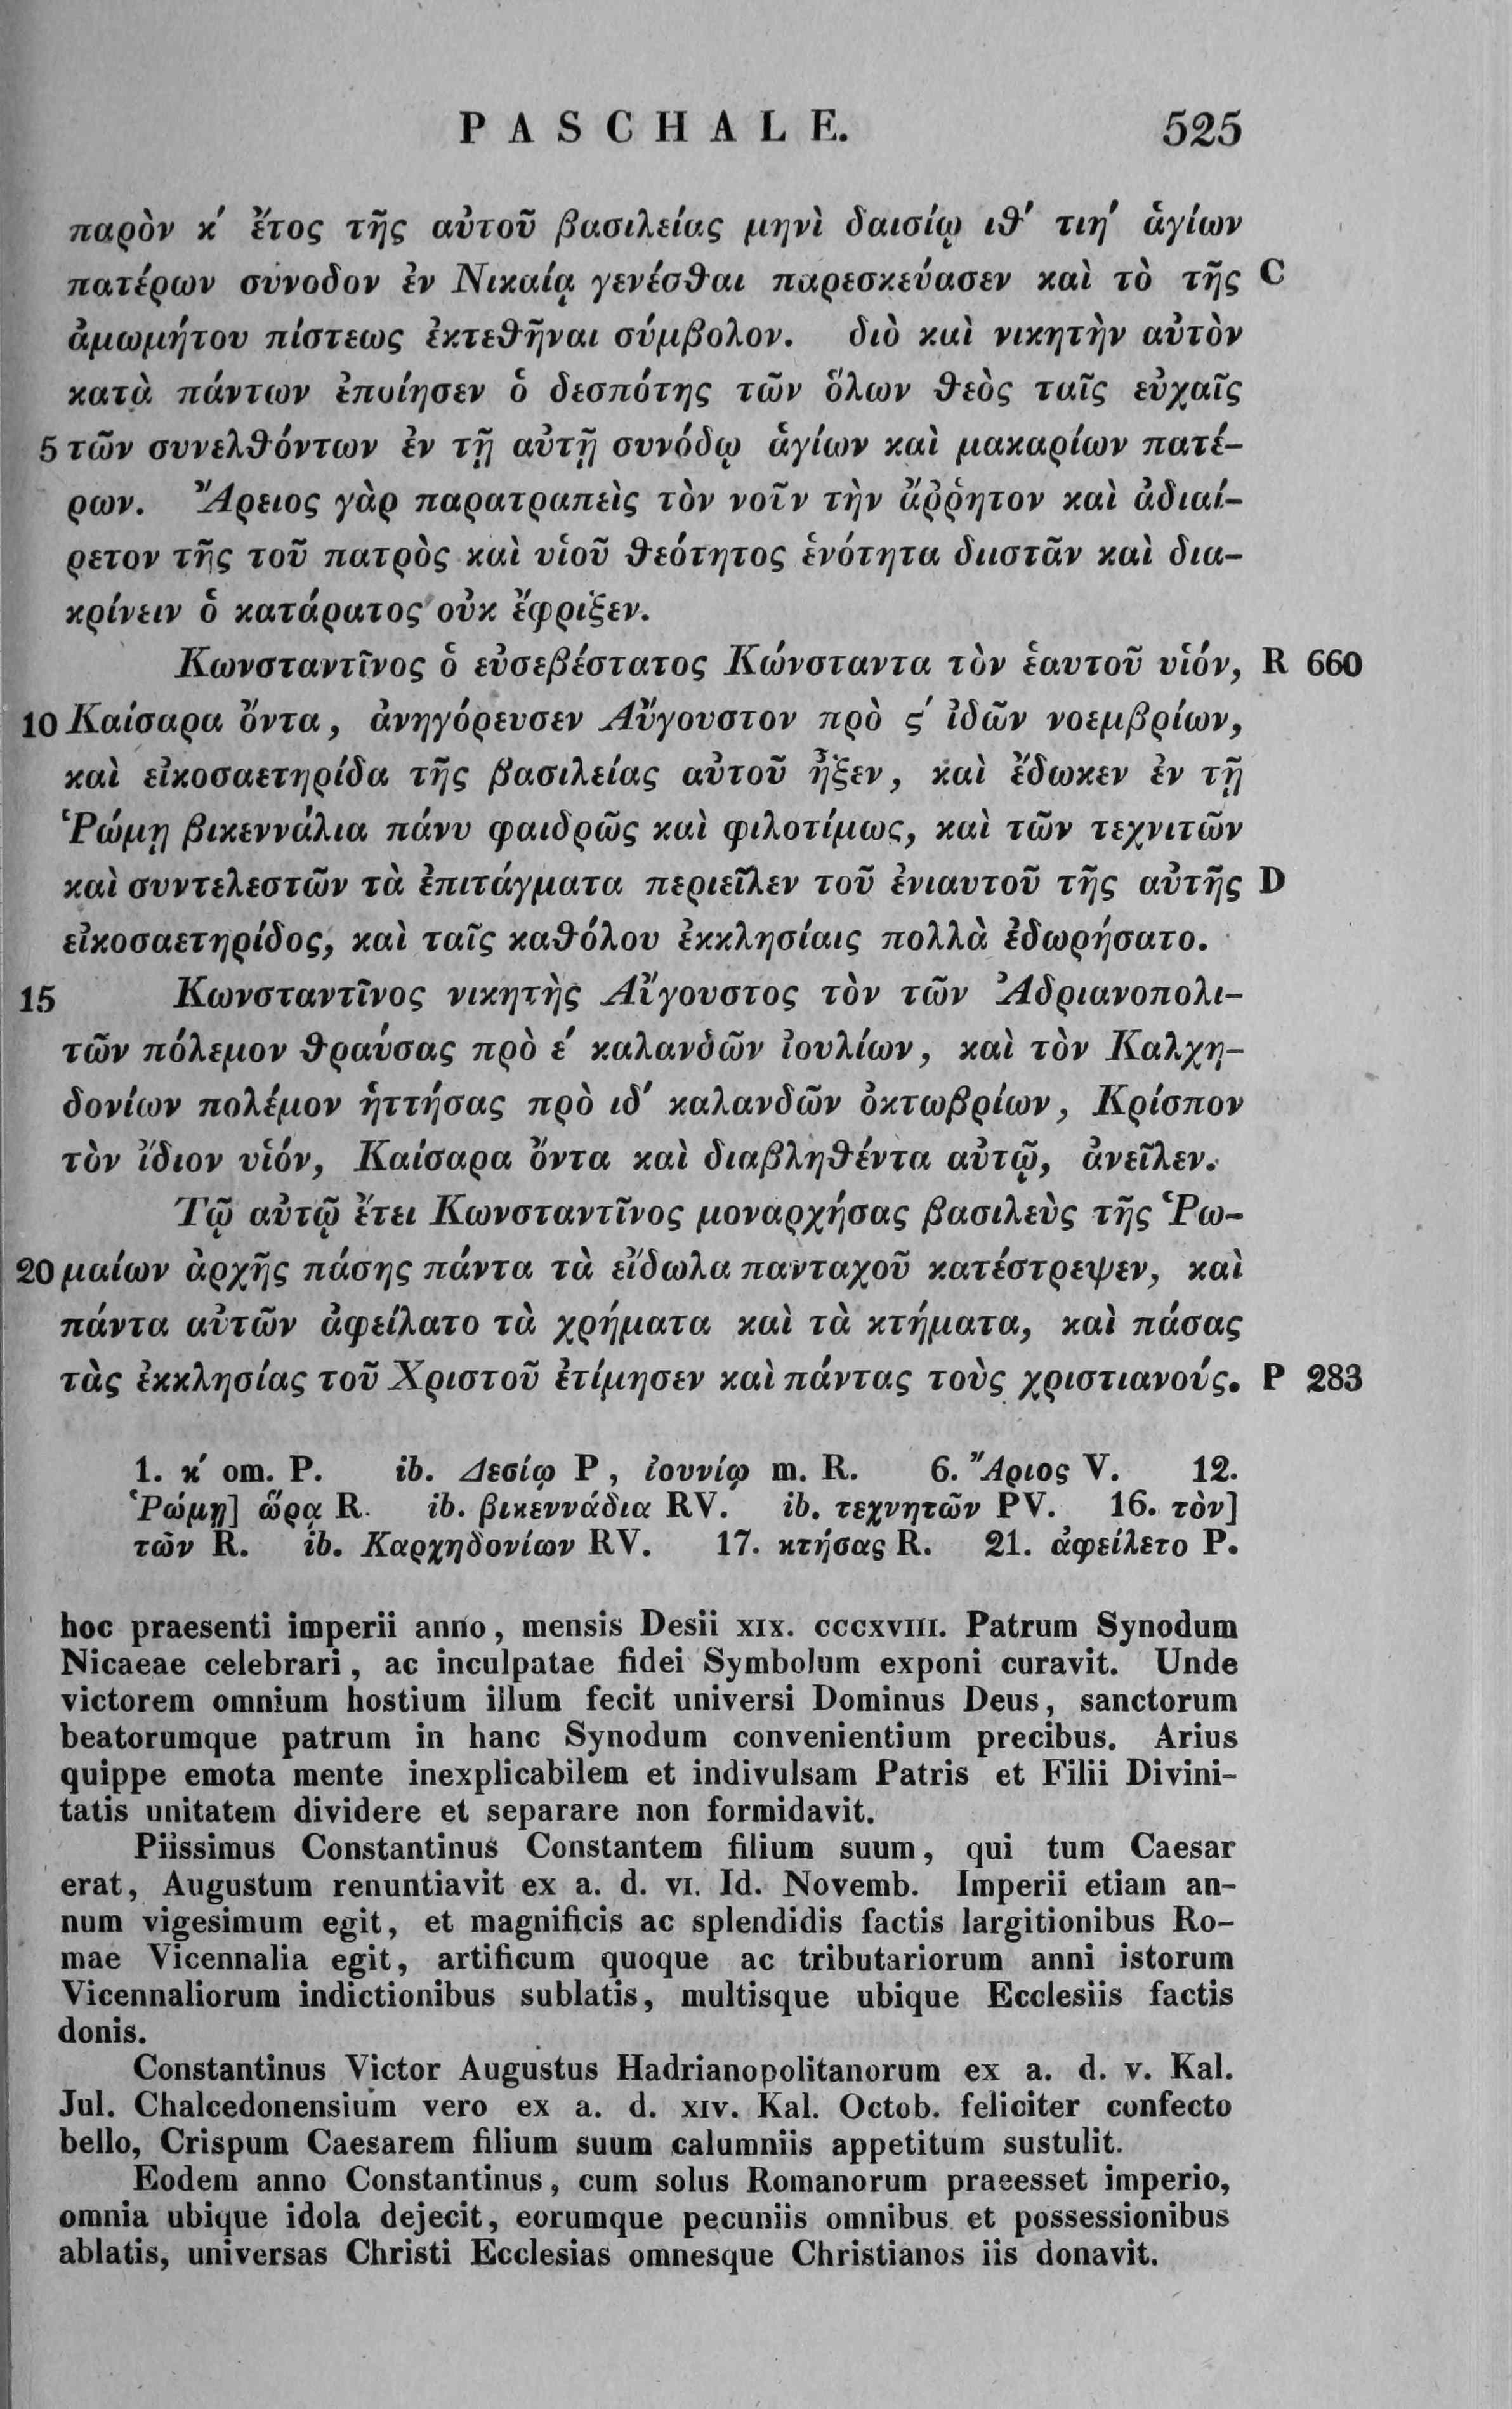 PASCHALE. 525
παρὸν κ΄ ἔτος τῆς αὐτοῦ βασιλείας μηνὶ δαισίῳ ιθ΄ τιη΄ ἁγίων
πατέρων σύνοδον ἐν Νικαίᾳ γενέσθαι παρεσκεύασεν καὶ τὸ τῆς C
ἀμωμήτου πίστεως ἐκτεθῆναι σύμβολον. διὸ καὶ νικητὴν αὐτὸν
κατὰ πάντων ἐποίησεν ὁ δεσπότης τῶν ὅλων θεὸς ταῖς εὐχαῖς
5 τῶν συνελθόντων ἐν τῇ αὐτῇ συνόδῳ ἁγίων καὶ μακαρίων πατέ-
ρων. Ἄρειος γὰρ παρατραπεὶς τὸν νοῦν τὴν ἄῤῥητον καὶ ἀδιαί-
ρετον τῆς τοῦ πατρὸς καὶ υἱοῦ θεότητος ἑνότητα διιστᾶν καὶ δια-
κρίνειν ὁ κατάρατος οὐκ ἔφριξεν.
Κωνσταντῖνος ὁ εὐσεβέστατος Κώνσταντα τὸν ἑαυτοῦ υἱόν, R 660
10 Καίσαρα ὄντα, ἀνηγόρευσεν Αὔγουστον πρὸ ϛ΄ ἰδῶν νοεμβρίων,
καὶ εἰκοσαετηρίδα τῆς βασιλείας αὐτοῦ ἦξεν, καὶ ἔδωκεν ἐν τῇ
Ῥώμῃ βικεννάλια πάνυ φαιδρῶς καὶ φιλοτίμως, καὶ τῶν τεχνιτῶν
καὶ συντελεστῶν τὰ ἐπιτάγματα περιεῖλεν τοῦ ἐνιαυτοῦ τῆς αὐτῆς D
εἰκοσαετηρίδος, καὶ ταῖς καθόλου ἐκκλησίαις πολλὰ ἐδωρήσατο.
15 Κωνσταντῖνος νικητὴς Αὔγουστος τὸν τῶν Ἀδριανοπολι-
τῶν πόλεμον θραύσας πρὸ ε΄ καλανδῶν ἰουλίων, καὶ τὸν Καλχη-
δονίων πολέμον ἡττήσας πρὸ ιδ΄ καλανδῶν ὀκτωβρίων, Κρίσπον
τὸν ἴδιον υἱόν, Καίσαρα ὄντα καὶ διαβληθέντα αὐτῷ, ἀνεῖλεν.
Τῷ αὐτῷ ἔτει Κωνσταντῖνος μοναρχήσας βασιλεὺς τῆς Ῥω-
20 μαίων ἀρχῆς πάσης πάντα τὰ εἴδωλα πανταχοῦ κατέστρεψεν, καὶ
πάντα αὐτῶν ἀφείλατο τὰ χρήματα καὶ τὰ κτήματα, καὶ πάσας
τὰς ἐκκλησίας τοῦ Χριστοῦ ἐτίμησεν καὶ πάντας τοὺς χριστιανούς. P 283
1. κ΄ om. P. ib. Δεσίῳ P, ἰουνίῳ m. R. 6. Ἄριος V. 12.
Ῥώμῃ] ὥρᾳ R. ib. βικεννάδια RV. ib. τεχνητῶν PV. 16. τὸν]
τῶν R. ib. Καρχηδονίων RV. 17. κτήσας R. 21. ἀφείλετο P.
hoc praesenti imperii anno, mensis Desii XIX. CCCXVIII. Patrum Synodum
Nicaeae celebrari, ac inculpatae fidei Symbolum exponi curavit. Unde
victorem omnium hostium illum fecit universi Dominus Deus, sanctorum
beatorumque patrum in hanc Synodum convenientium precibus. Arius
quippe emota mente inexplicabilem et indivulsam Patris et Filii Divini-
tatis unitatem dividere et separare non formidavit.
Piissimus Constantinus Constantem filium suum, qui tum Caesar
erat, Augustum renuntiavit ex a. d. VI. Id. Novemb. Imperii etiam an-
num vigesimum egit, et magnificis ac splendidis factis largitionibus Ro-
mae Vicennalia egit, artificum quoque ac tributariorum anni istorum
Vicennaliorum indictionibus sublatis, multisque ubique Ecclesiis factis
donis.
Constantinus Victor Augustus Hadrianopolitanorum ex a. d. V. Kal.
Jul. Chalcedonensium vero ex a. d. XIV. Kal. Octob. feliciter confecto
bello, Crispum Caesarem filium suum calumniis appetitum sustulit.
Eodem anno Constantinus, cum solus Romanorum praeesset imperio,
omnia ubique idola dejecit, eorumque pecuniis omnibus et possessionibus
ablatis, universas Christi Ecclesias omnesque Christianos iis donavit.